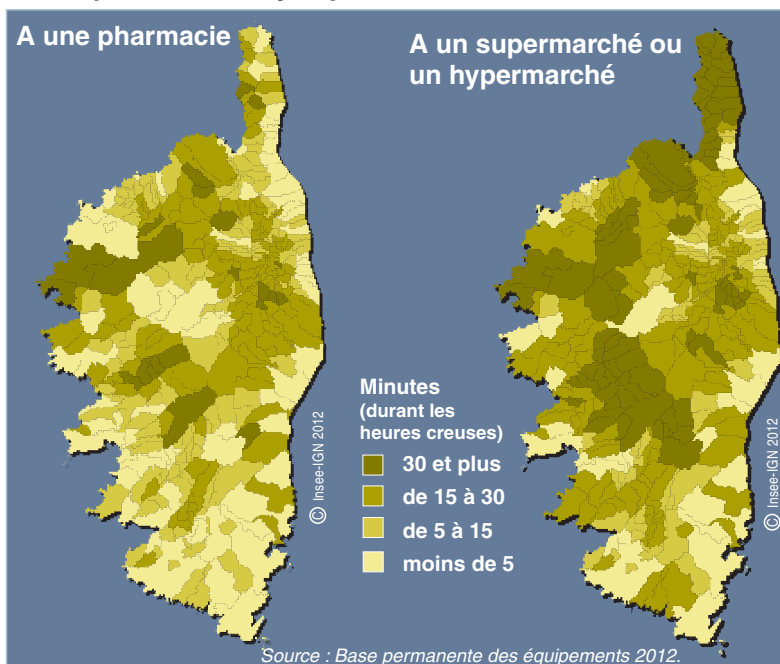 A une pharmacie
A un supermarché ou
un hypermarché
Minutes
(durant les
heures creuses)
30 et plus
de 15 à 30
de 5 à 15
moins de 5
© Insee-IGN 2012
© Insee-IGN 2012
Source : Base permanente des équipements 2012.